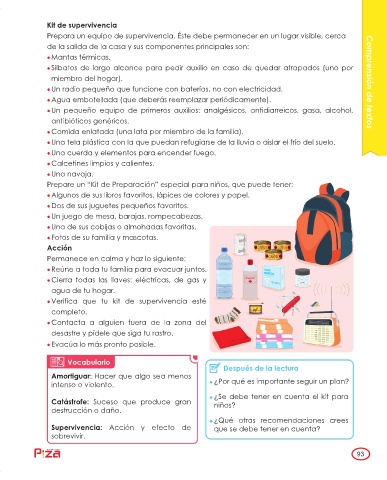 Kit de supervivencia
Prepara un equipo de supervivencia. Éste debe permanecer en un lugar visible, cerca
de la salida de la casa y sus componentes principales son:
• Mantas térmicas.
• Silbatos de largo alcance para pedir auxilio en caso de quedar atrapados (uno por
miembro del hogar).
• Un radio pequeño que funcione con baterías, no con electricidad.
• Agua embotellada (que deberás reemplazar periódicamente).
• Un pequeño equipo de primeros auxilios: analgésicos, antidiarreicos, gasa, alcohol,
antibióticos genéricos.
• Comida enlatada (una lata por miembro de la familia).
• Una tela plástica con la que puedan refugiarse de la lluvia o aislar el frío del suelo.
• Una cuerda y elementos para encender fuego.
• Calcetines limpios y calientes.
• Una navaja.
Prepare un “Kit de Preparación” especial para niños, que puede tener:
• Algunos de sus libros favoritos, lápices de colores y papel.
• Dos de sus juguetes pequeños favoritos.
• Un juego de mesa, barajas, rompecabezas.
• Una de sus cobijas o almohadas favoritas.
• Fotos de su familia y mascotas.
Acción
Permanece en calma y haz lo siguiente:
• Reúne a toda tu familia para evacuar juntos.
• Cierra todas las llaves: eléctricas, de gas y
agua de tu hogar.
• Verifica que tu kit de supervivencia esté
completo.
• Contacta a alguien fuera de la zona del
desastre y pídele que siga tu rastro.
• Evacúa lo más pronto posible.
Vocabulario
Amortiguar: Hacer que algo sea menos
intenso o violento.
Catástrofe: Suceso que produce gran
destrucción o daño.
Supervivencia: Acción y efecto de
sobrevivir.
Después de la lectura
• ¿Por qué es importante seguir un plan?
• ¿Se debe tener en cuenta el kit para
niños?
• ¿Qué otras recomendaciones crees
que se debe tener en cuenta?
Comprensión de textos
93